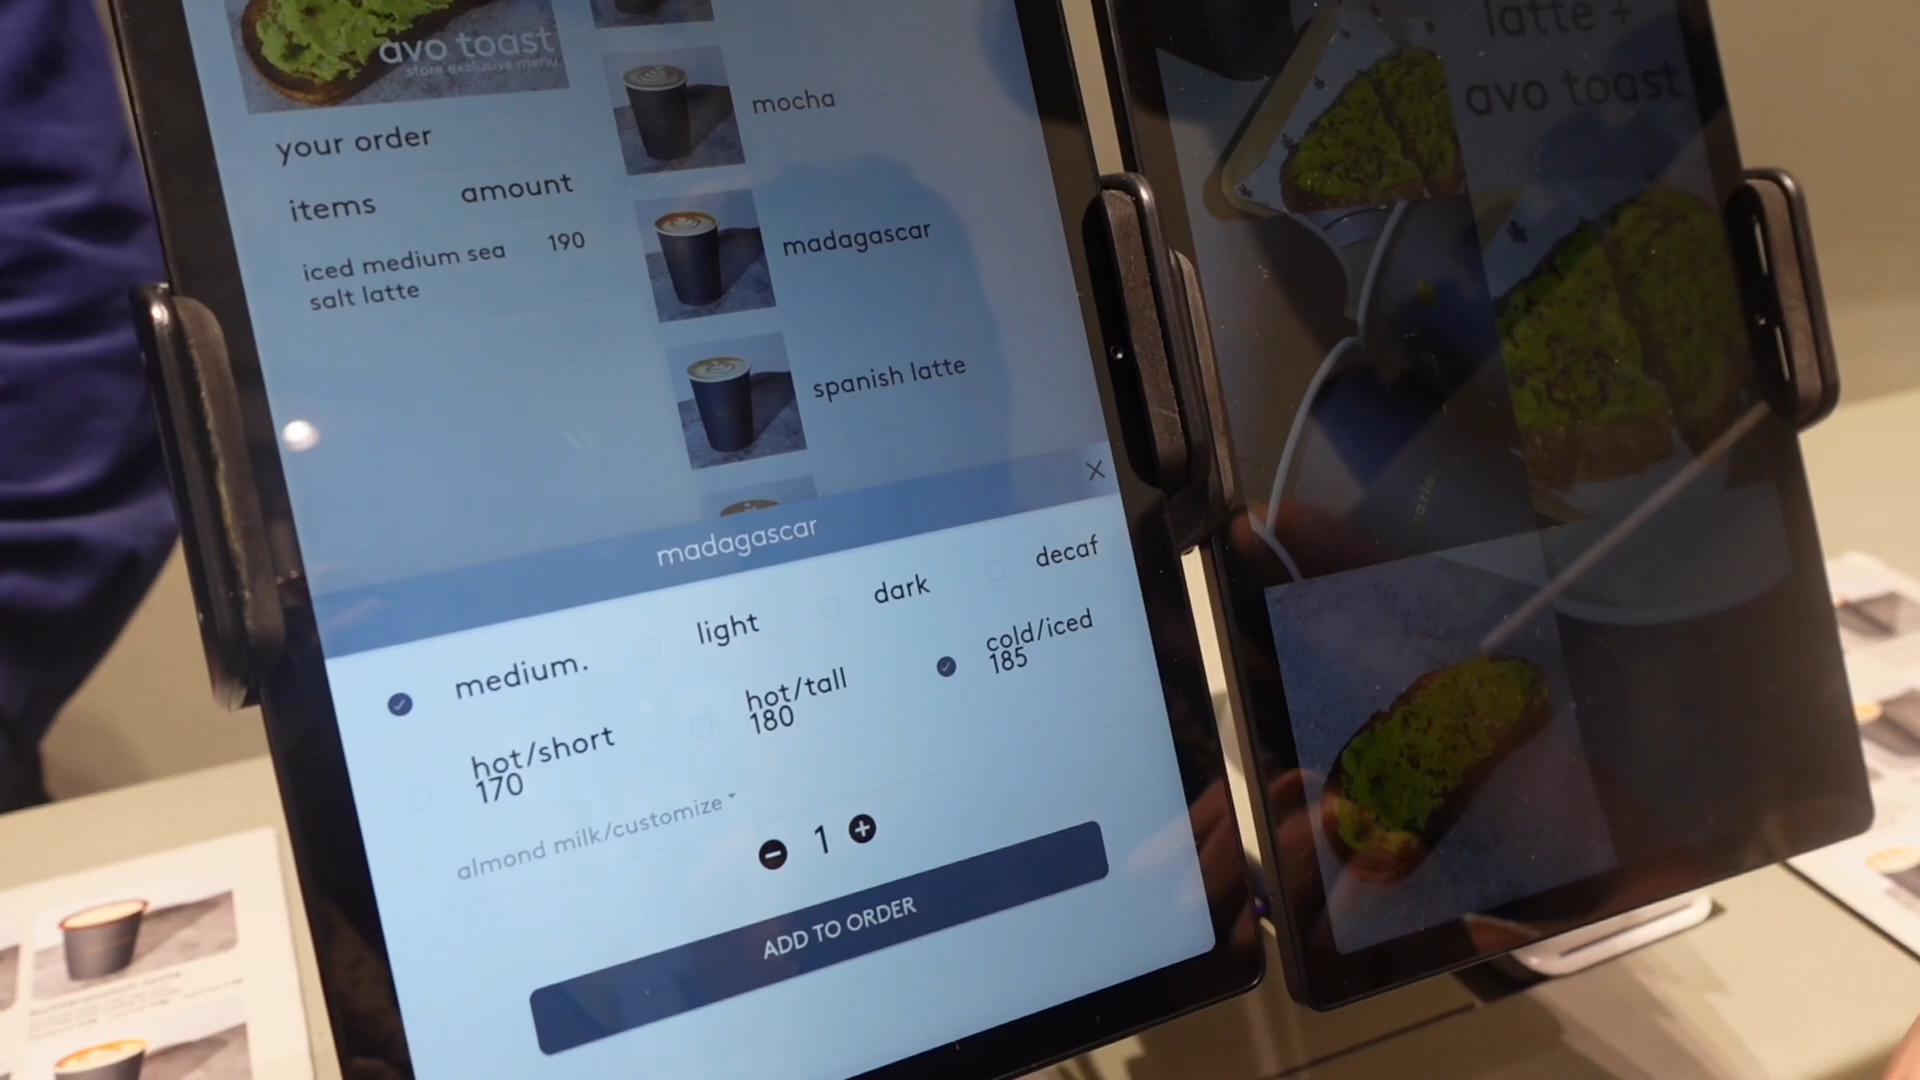 avo toast
store exclusive menu
your order
items
amount
iced medium sea
salt latte
190
mocha
madagascar
spanish latte
madagascar
medium.
light
dark
decaf
hot/short
170
hot/tall
180
cold/iced
185
almond milk/customize
1
ADD TO ORDER
latte +
avo toast